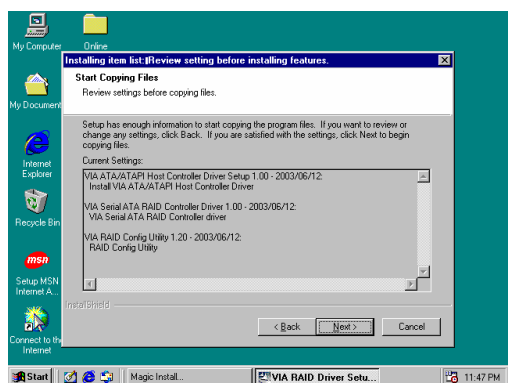 My Computer
Online
My Document
Internet
Explorer
Recycle Bin
msn
Setup MSN
Internet A...
Connect to the
Internet
Installing item list:|Review setting before installing features.
Start Copying Files
Review settings before copying files.
Setup has enough information to start copying the program files. If you want to review or
change any settings, click Back. If you are satisfied with the settings, click Next to begin
copying files.
Current Settings:
VIA ATA/ATAPI Host Controller Driver Setup 1.00 - 2003/06/12:
Install VIA ATA/ATAPI Host Controller Driver
VIA Serial ATA RAID Controller Driver 1.00 - 2003/06/12:
VIA Serial ATA RAID Controller driver
VIA RAID Config Utility 1.20 - 2003/06/12:
RAID Config Utility
InstallShield
< Back
Next >
Cancel
Start
Magic Install...
VIA RAID Driver Setu...
11:47 PM